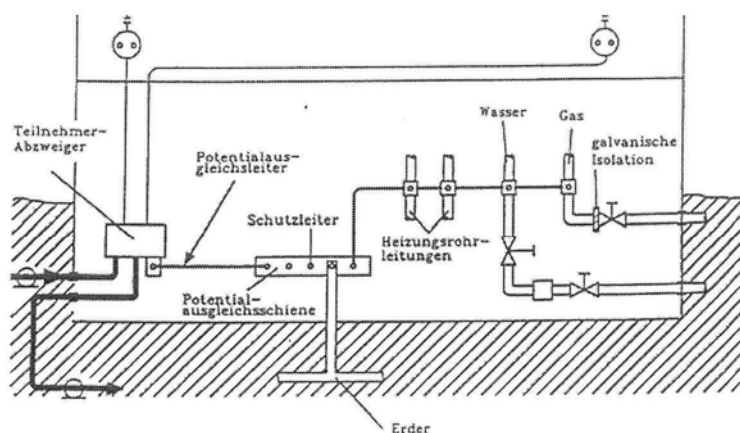 Teilnehmer-
Abzweiger
Potentialaus-
gleichsleiter
Schutzleiter
Potential-
ausgleichsschiene
Wasser
Gas
galvanische
Isolation
Heizungsrohr-
leitungen
Erder